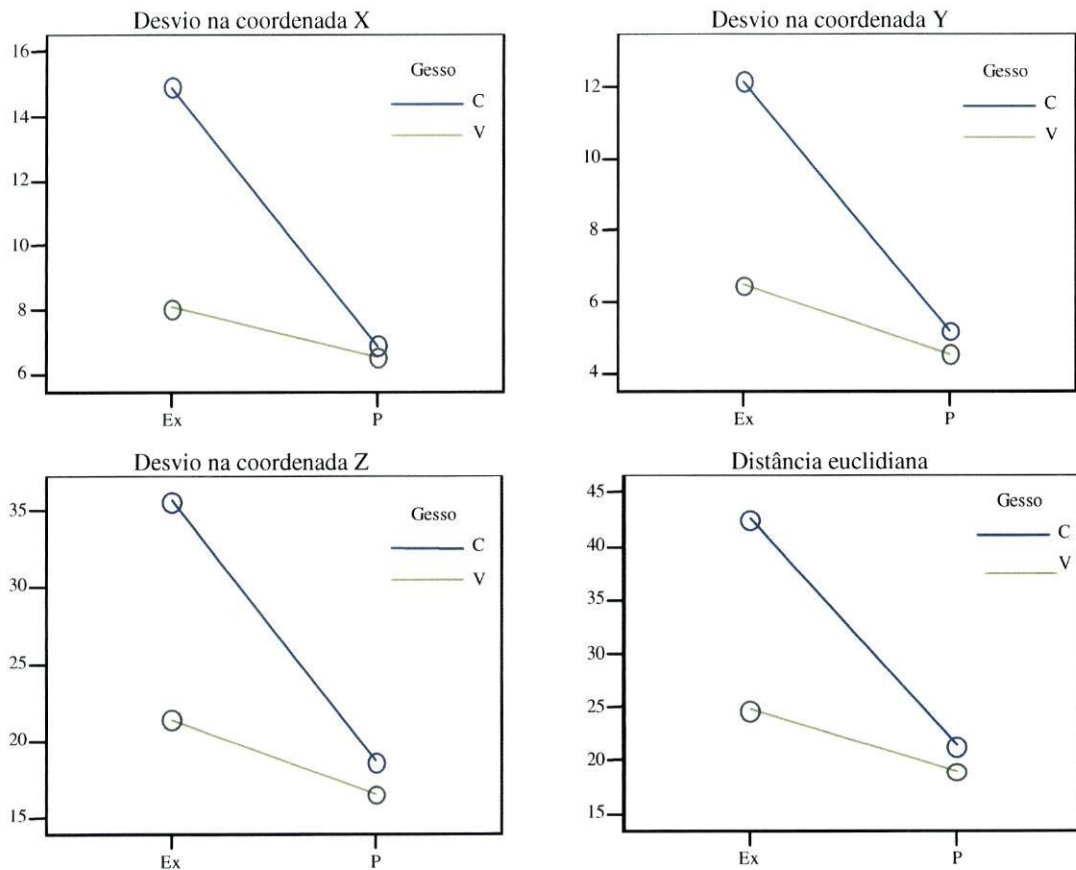 Desvio na coordenada X
16
14
12
10
8
6
Gesso
C
V
Ex
P
Desvio na coordenada Y
12
10
8
6
4
Gesso
C
V
Ex
P
Desvio na coordenada Z
35
30
25
20
15
Gesso
C
V
Ex
P
Distância euclidiana
45
40
35
30
25
20
15
Gesso
C
V
Ex
P